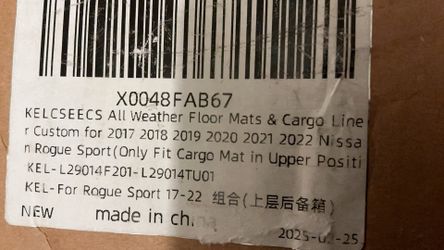 X0048FAB67
KELCSEECS All Weather Floor Mats & Cargo Line
r Custom for 2017 2018 2019 2020 2021 2022 Nissa
n Rogue Sport(Only Fit Cargo Mat in Upper Positi
KEL-L29014F201-L29014TU01
KEL-For Rogue Sport 17-22 组合(上层后备箱)
NEW made in china